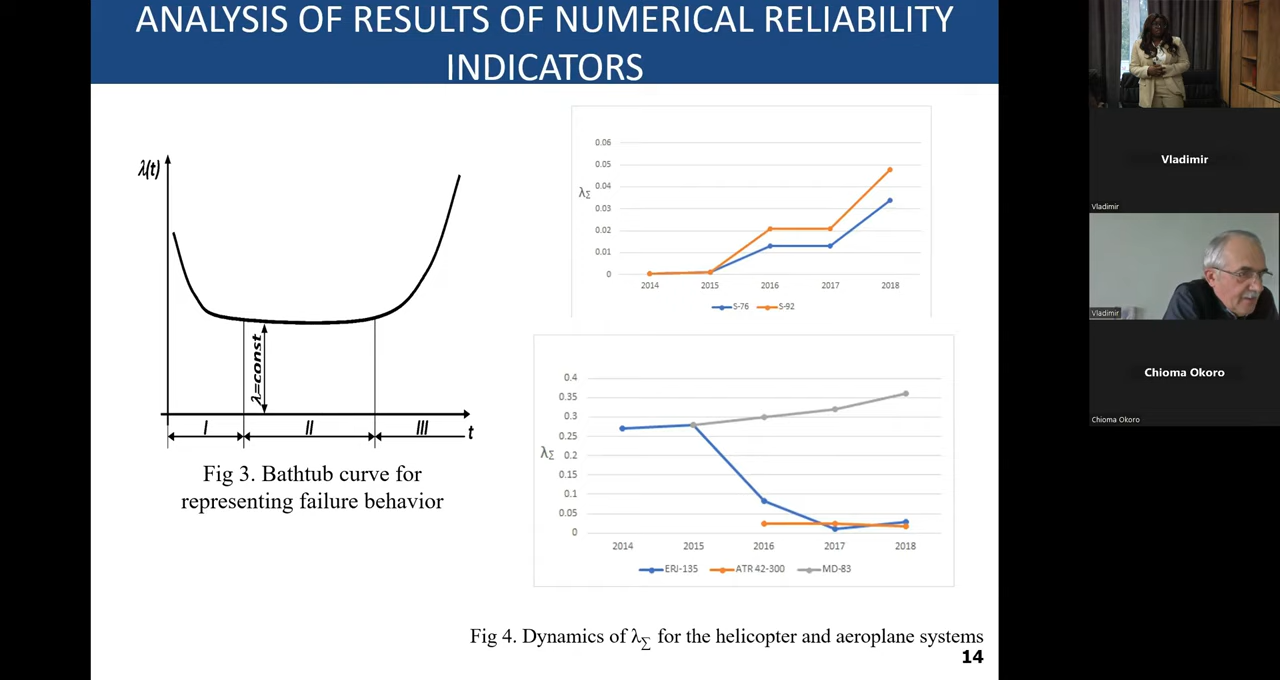 ANALYSIS OF RESULTS OF NUMERICAL RELIABILITY
INDICATORS
λ(t)
λ=const
I
II
III
t
Fig 3. Bathtub curve for
representing failure behavior
0.06
0.05
0.04
0.03
0.02
0.01
0
λΣ
2014
2015
2016
2017
2018
S-76
S-92
0.4
0.35
0.3
0.25
0.2
0.15
0.1
0.05
0
λΣ
2014
2015
2016
2017
2018
ERJ-135
ATR 42-300
MD-83
Fig 4. Dynamics of λΣ for the helicopter and aeroplane systems
14
Vladimir
Vladimir
Vladimir
Chioma Okoro
Chioma Okoro